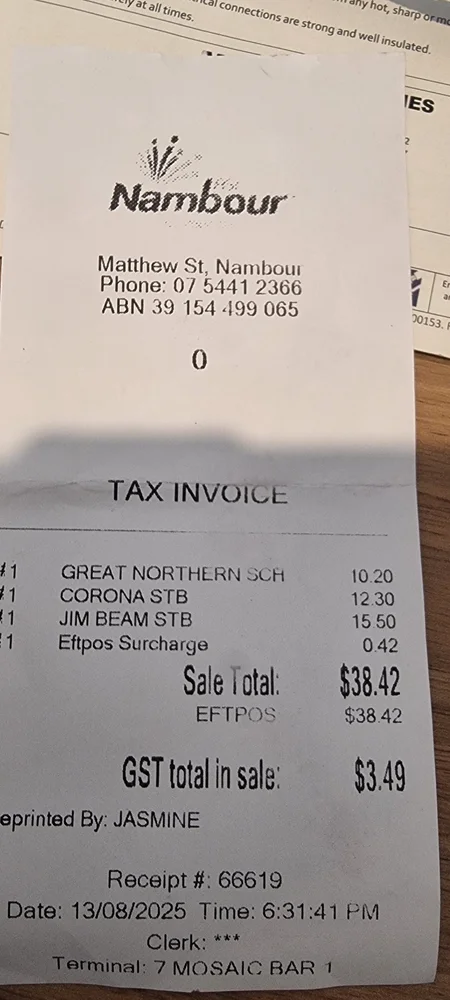 at all times.
connections are strong and well insulated.
any hot, sharp or
IES
Nambour
Matthew St, Nambour
Phone: 07 5441 2366
ABN 39 154 499 065
0
00153.
TAX INVOICE
#1 GREAT NORTHERN SCH 10.20
#1 CORONA STB 12.30
#1 JIM BEAM STB 15.50
1 Eftpos Surcharge 0.42
Sale Total: $38.42
EFTPOS $38.42
GST total in sale: $3.49
eprinted By: JASMINE
Receipt #: 66619
Date: 13/08/2025 Time: 6:31:41 PM
Clerk: ***
Terminal: 7 MOSAIC BAR 1